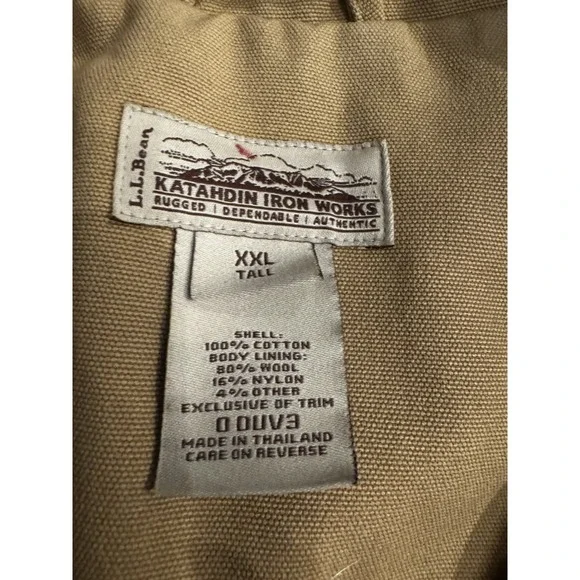 L.L.Bean
KATAHDIN IRON WORKS
RUGGED | DEPENDABLE | AUTHENTIC
XXL
TALL
SHELL:
100% COTTON
BODY LINING:
80% WOOL
16% NYLON
4% OTHER
EXCLUSIVE OF TRIM
0 0UV3
MADE IN THAILAND
CARE ON REVERSE